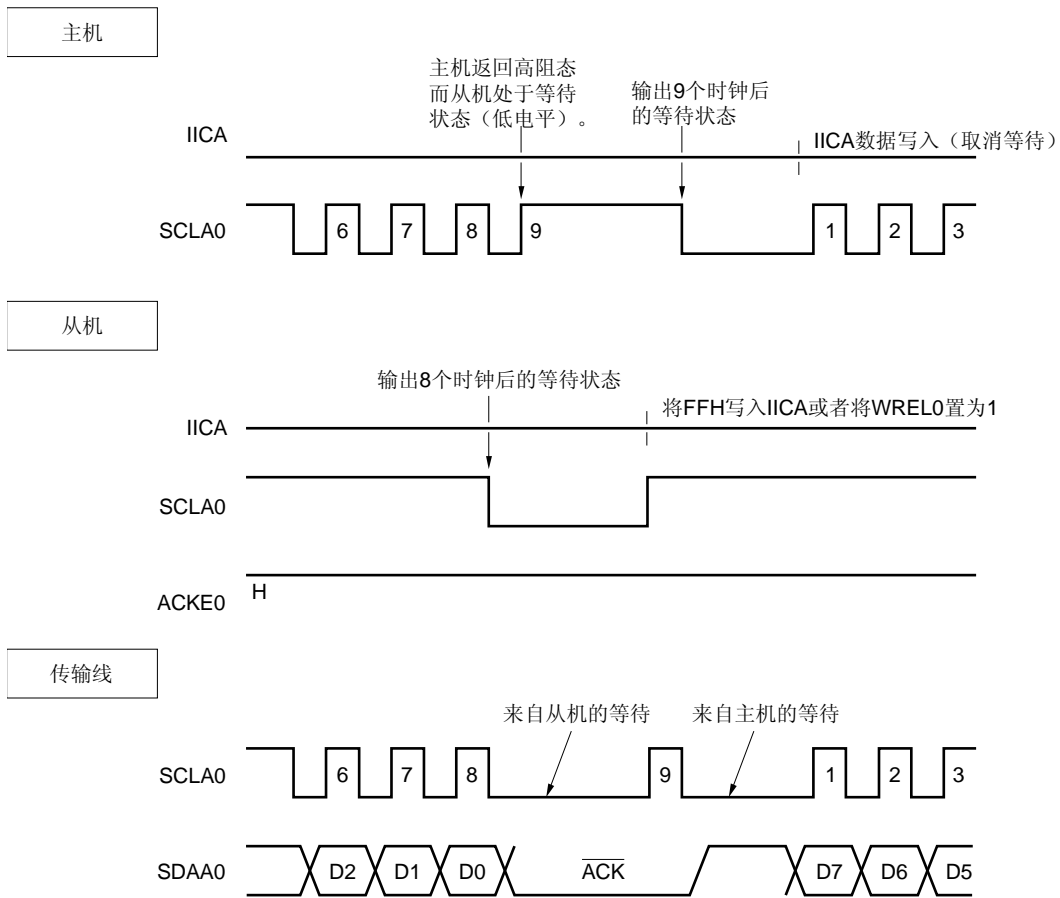 主机
主机返回高阻态
而从机处于等待
状态（低电平）。
输出9个时钟后
的等待状态
IICA
IICA数据写入（取消等待）
SCLA0
6 7 8 9 1 2 3
从机
输出8个时钟后的等待状态
将FFH写入IICA或者将WREL0置为1
IICA
SCLA0
H
ACKE0
传输线
来自从机的等待 来自主机的等待
SCLA0
6 7 8 9 1 2 3
SDAA0
D2 D1 D0 ACK D7 D6 D5